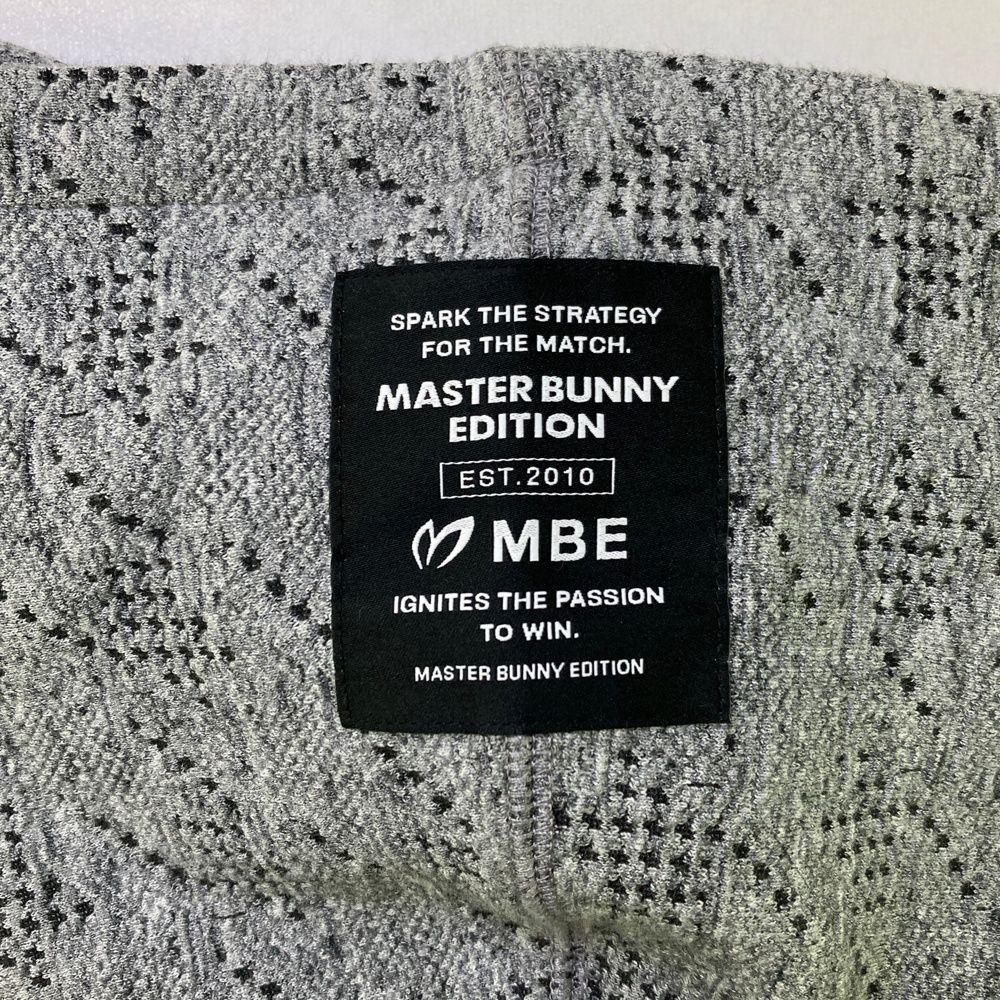 SPARK THE STRATEGY
FOR THE MATCH.
MASTER BUNNY
EDITION
EST.2010
MBE
IGNITES THE PASSION
TO WIN.
MASTER BUNNY EDITION